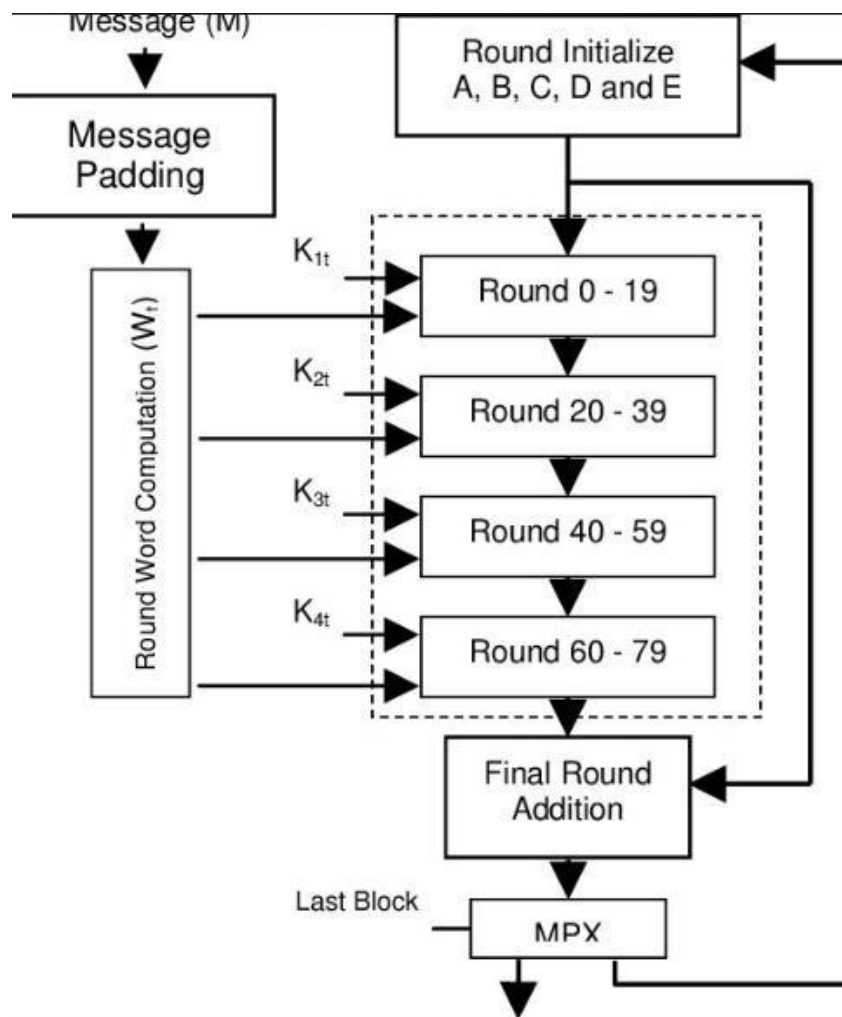 Message (M)
Round Initialize
A, B, C, D and E
Message
Padding
K₁ₜ
Round 0 - 19
Round Word Computation (Wₜ)
K₂ₜ
Round 20 - 39
K₃ₜ
Round 40 - 59
K₄ₜ
Round 60 - 79
Final Round
Addition
Last Block
MPX